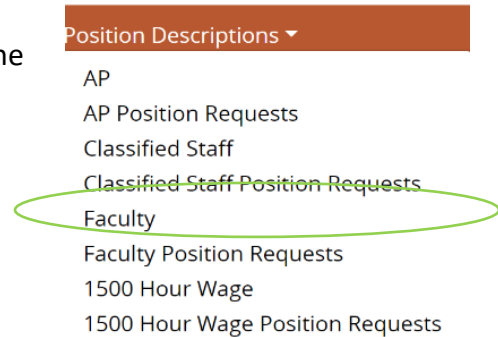 ne
Position Descriptions
AP
AP Position Requests
Classified Staff
Classified Staff Position Requests
Faculty
Faculty Position Requests
1500 Hour Wage
1500 Hour Wage Position Requests